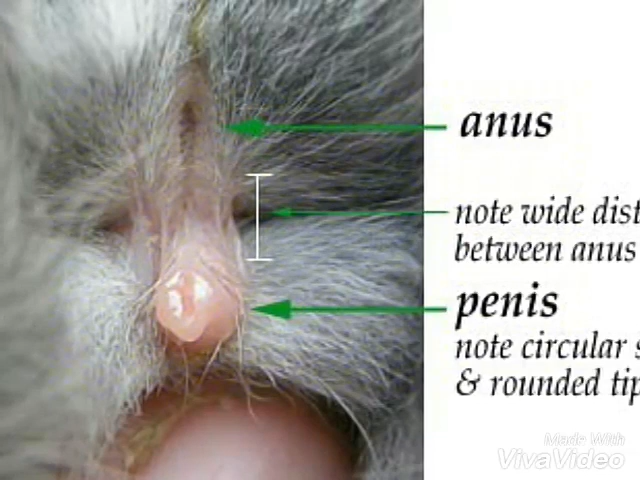 anus
note wide dist
between anus
penis
note circular s
& rounded tip
Made With
VivaVideo